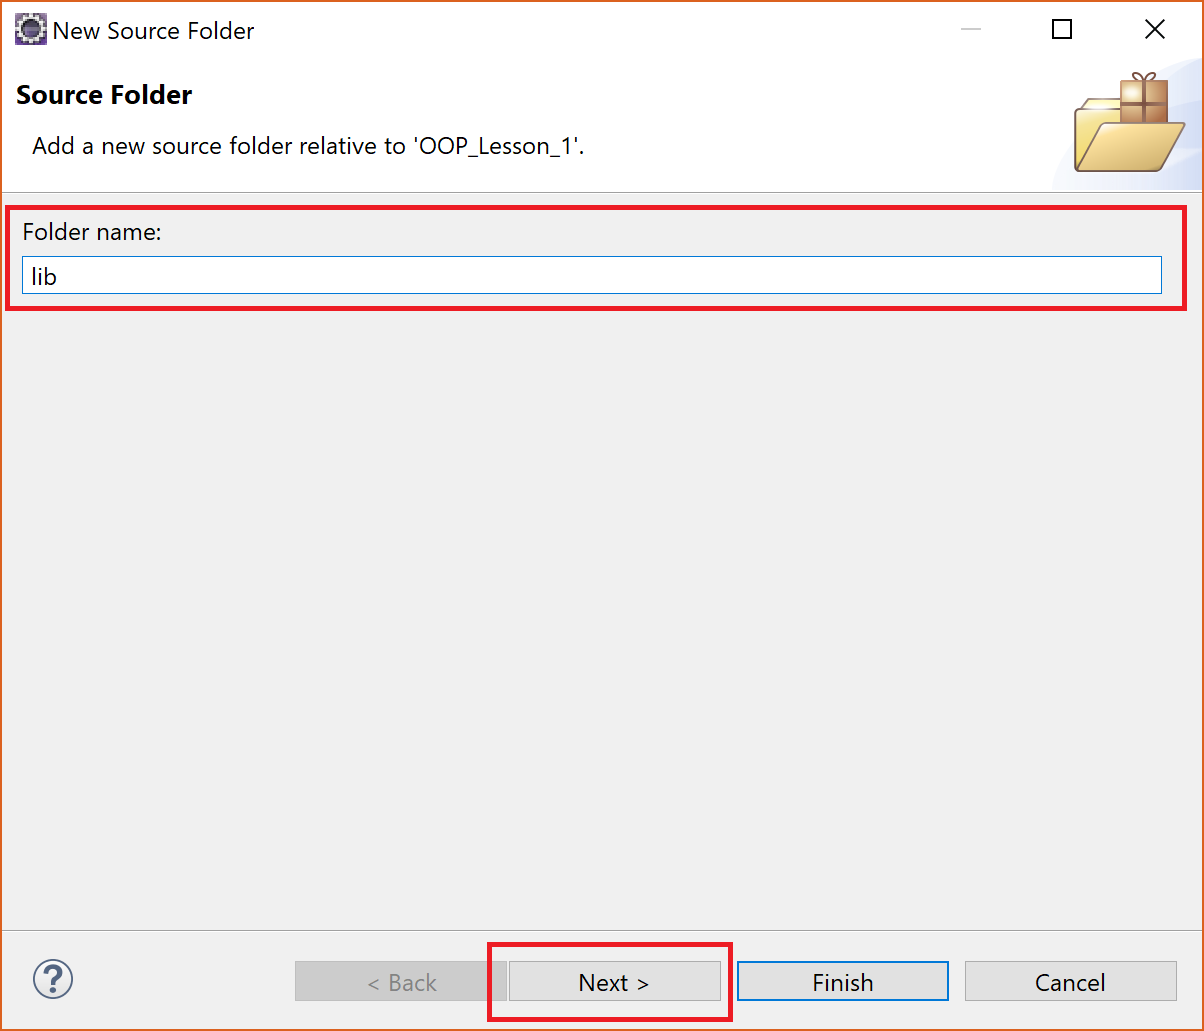 New Source Folder
Source Folder
Add a new source folder relative to 'OOP_Lesson_1'.
Folder name:
lib
?
< Back
Next >
Finish
Cancel